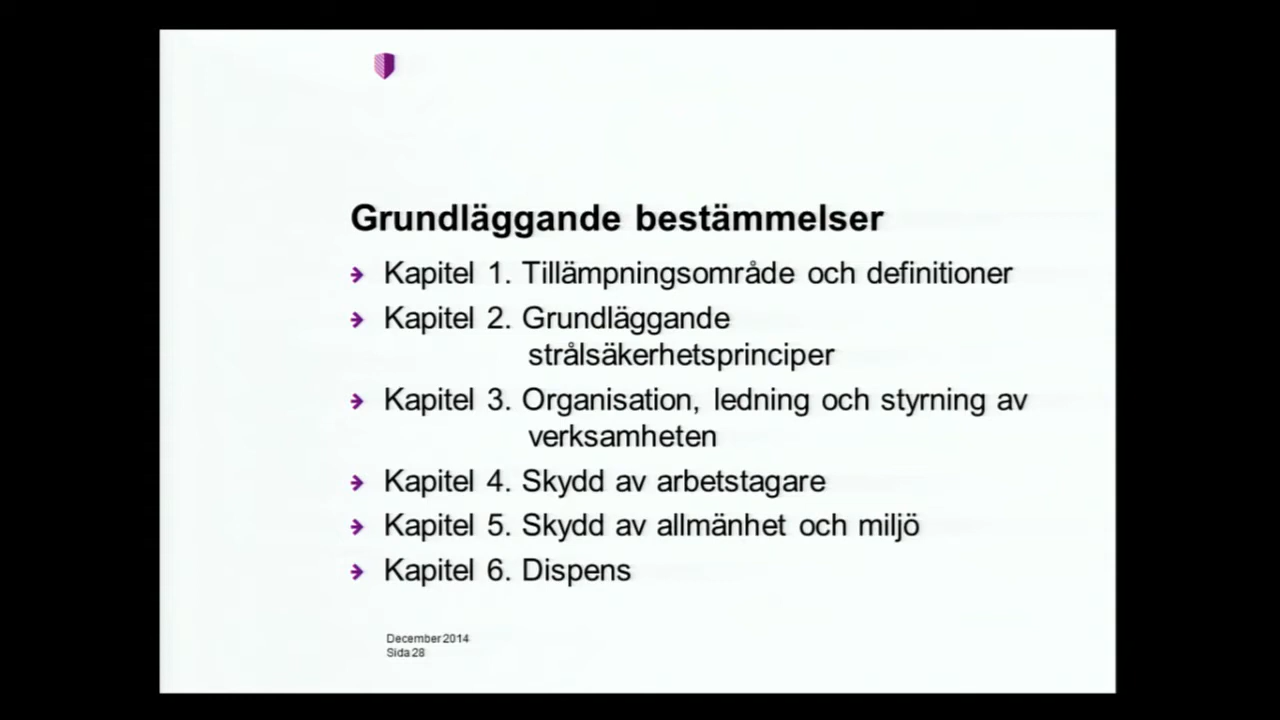 Grundläggande bestämmelser
Kapitel 1. Tillämpningsområde och definitioner
Kapitel 2. Grundläggande
strålsäkerhetsprinciper
Kapitel 3. Organisation, ledning och styrning av
verksamheten
Kapitel 4. Skydd av arbetstagare
Kapitel 5. Skydd av allmänhet och miljö
Kapitel 6. Dispens
December 2014
Sida 28